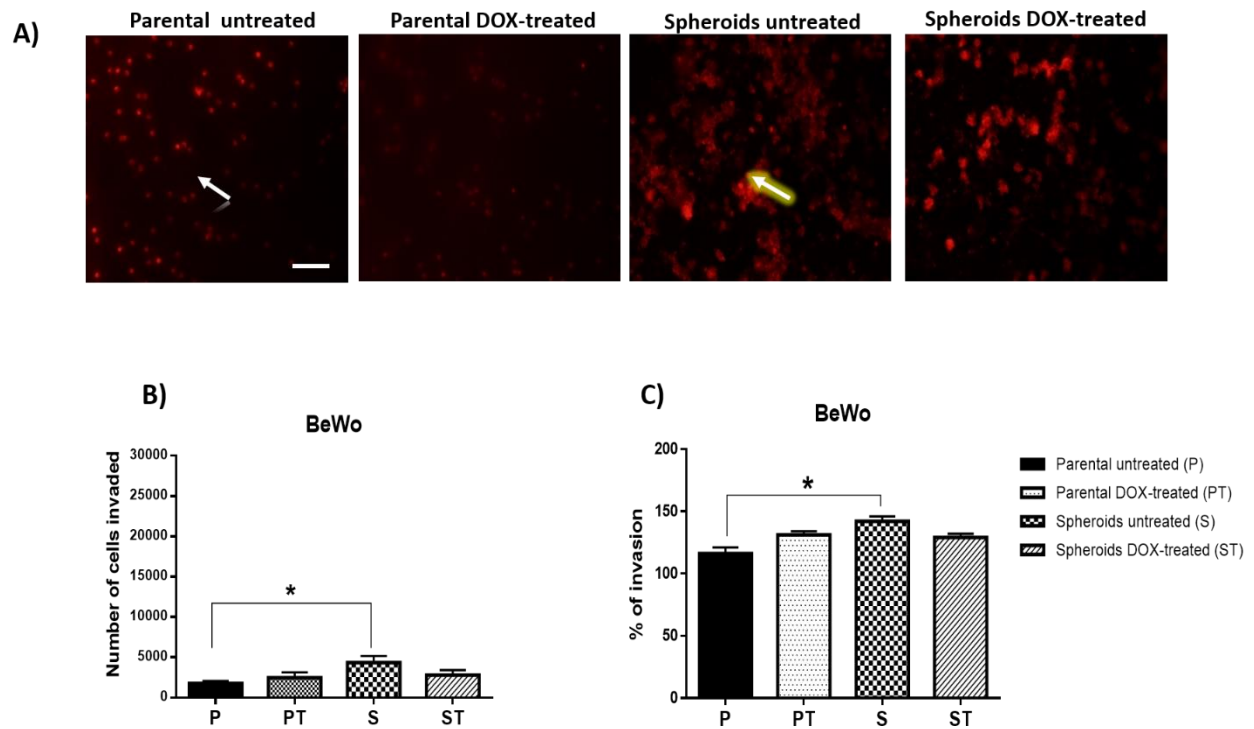 A)
Parental untreated
Parental DOX-treated
Spheroids untreated
Spheroids DOX-treated
B)
BeWo
Number of cells invaded
30000
25000
20000
15000
10000
5000
0
*
P
PT
S
ST
C)
BeWo
% of invasion
200
150
100
50
0
*
P
PT
S
ST
Parental untreated (P)
Parental DOX-treated (PT)
Spheroids untreated (S)
Spheroids DOX-treated (ST)